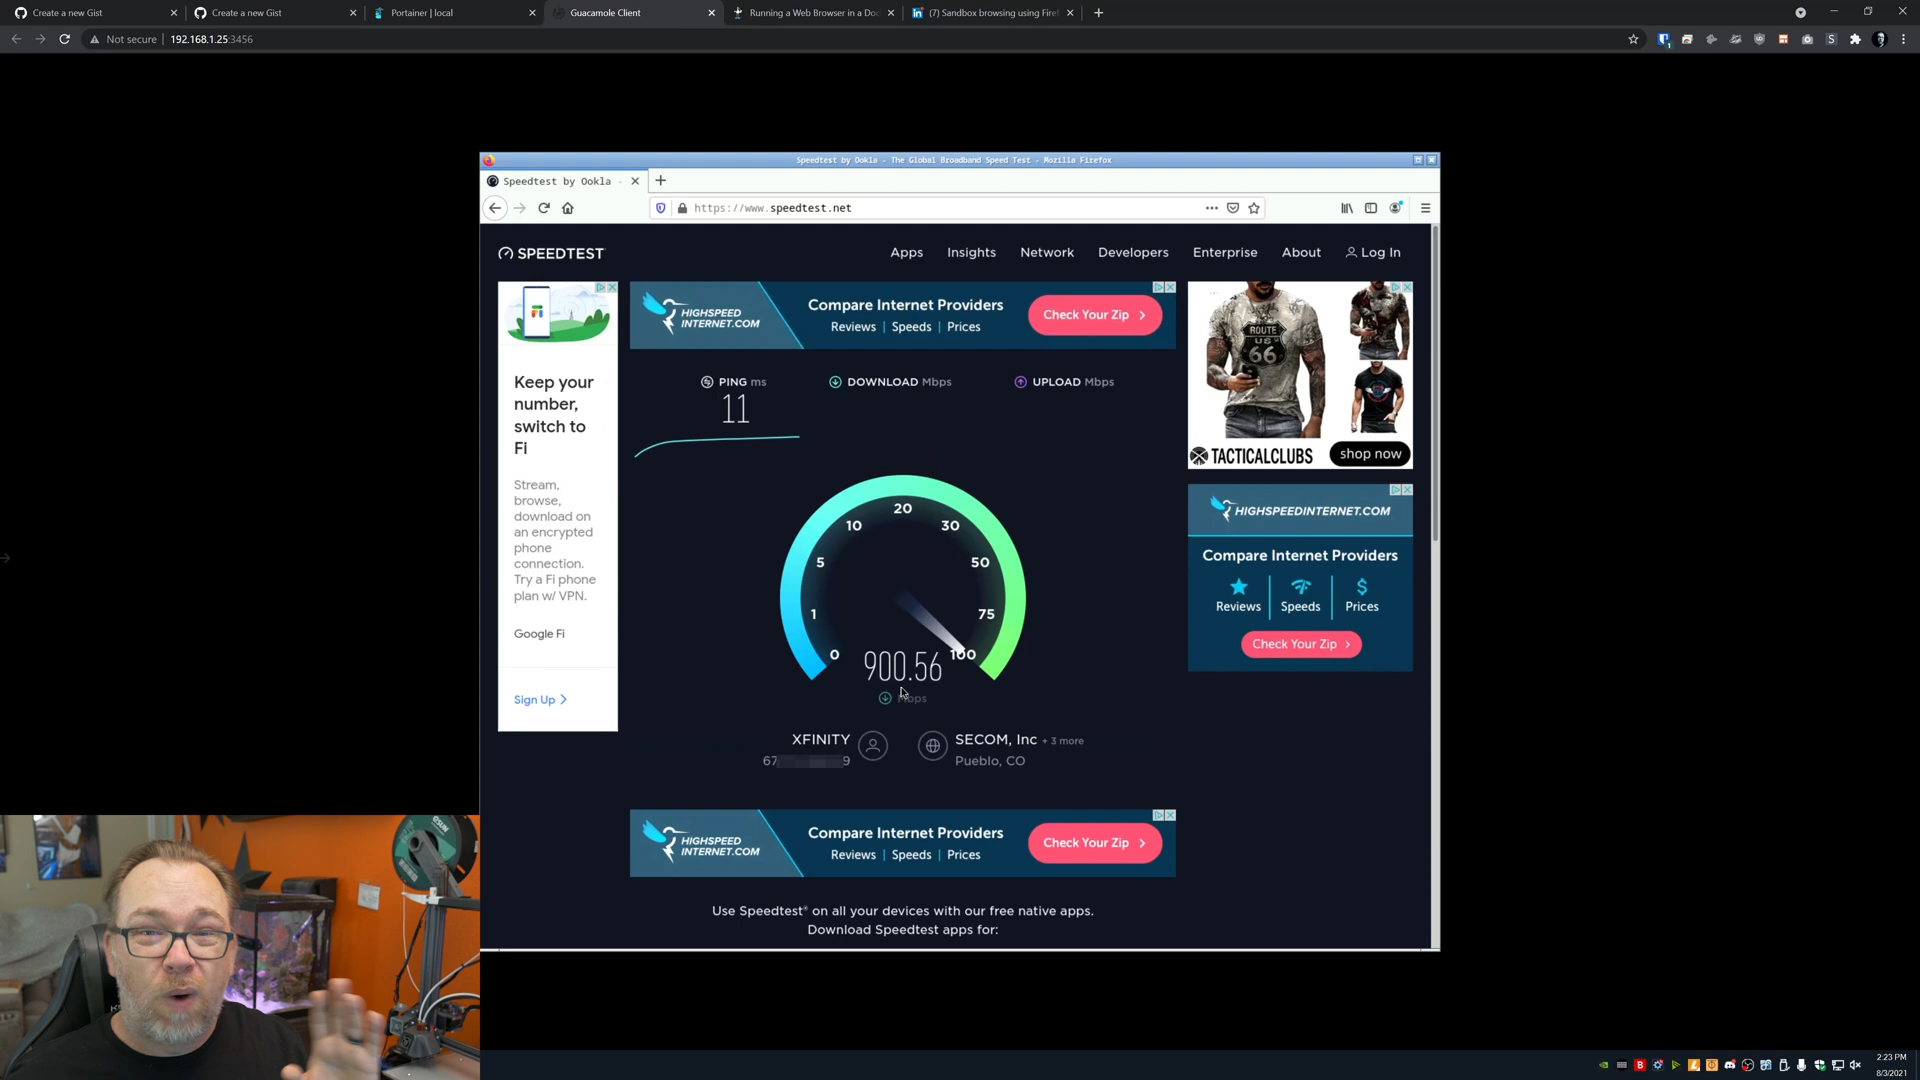 Create a new Gist
Create a new Gist
Portainer | local
Guacamole Client
Running a Web Browser in a Doc
(7) Sandbox browsing using Firef
Not secure
192.168.1.25:3456
Speedtest by Ookla - The Global Broadband Speed Test - Mozilla Firefox
Speedtest by Ookla -
https://www.speedtest.net
SPEEDTEST
Apps
Insights
Network
Developers
Enterprise
About
Log In
Keep your
number,
switch to
Fi
Stream,
browse,
download on
an encrypted
phone
connection.
Try a Fi phone
plan w/ VPN.
Google Fi
Sign Up
HIGHSPEED
INTERNET.COM
Compare Internet Providers
Reviews | Speeds | Prices
Check Your Zip
PING ms
11
DOWNLOAD Mbps
UPLOAD Mbps
0
1
5
10
20
30
50
75
100
900.56
Mbps
XFINITY
67 9
SECOM, Inc + 3 more
Pueblo, CO
ROUTE
US
66
TACTICALCLUBS
shop now
HIGHSPEEDINTERNET.COM
Compare Internet Providers
Reviews
Speeds
Prices
Check Your Zip
HIGHSPEED
INTERNET.COM
Compare Internet Providers
Reviews | Speeds | Prices
Check Your Zip
Use Speedtest® on all your devices with our free native apps.
Download Speedtest apps for:
2:23 PM
8/3/2021